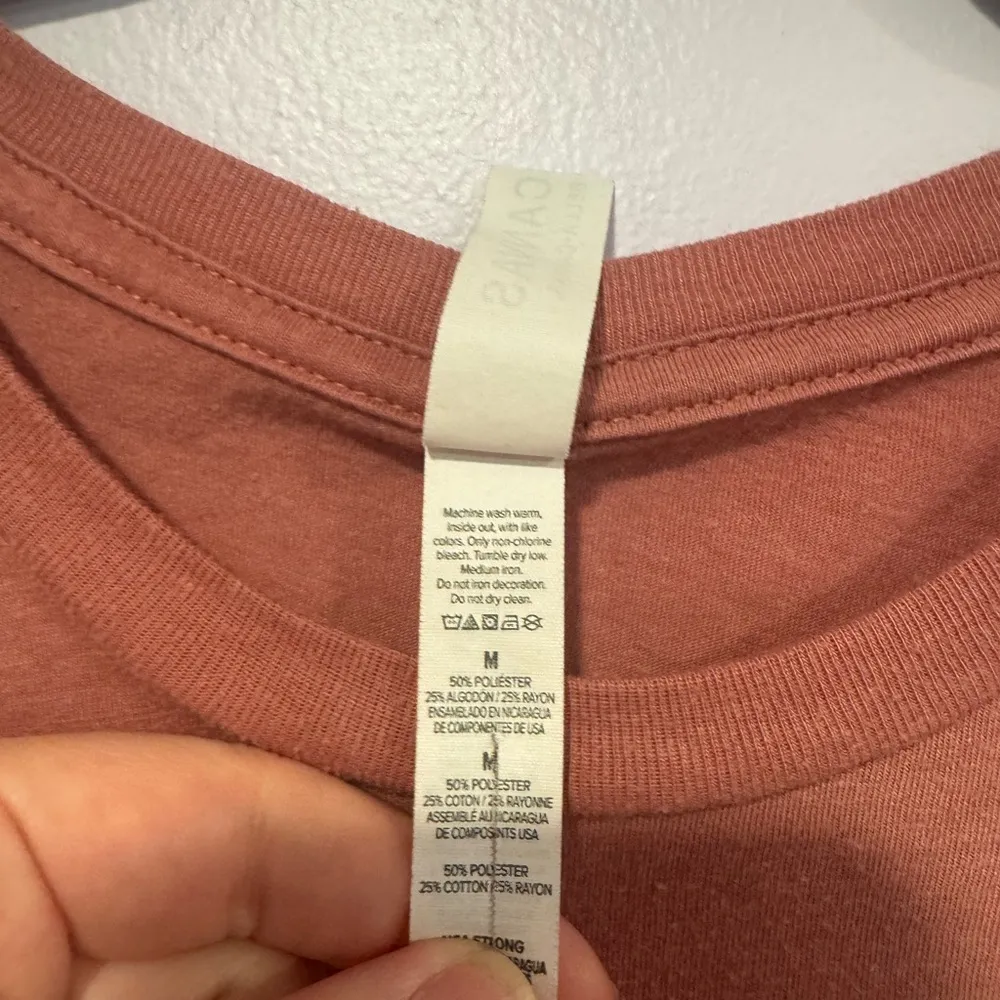 CANVAS
Machine wash warm,
inside out, with like
colors. Only non-chlorine
bleach. Tumble dry low.
Medium iron.
Do not iron decoration.
Do not dry clean.
M
50% POLIÉSTER
25% ALGODÓN / 25% RAYON
ENSAMBLADO EN NICARAGUA
DE COMPONENTES DE USA
M
50% POLYESTER
25% COTON / 25% RAYONNE
ASSEMBLÉ AU NICARAGUA
DE COMPOSANTS USA
50% POLYESTER
25% COTTON / 25% RAYON
STRONG